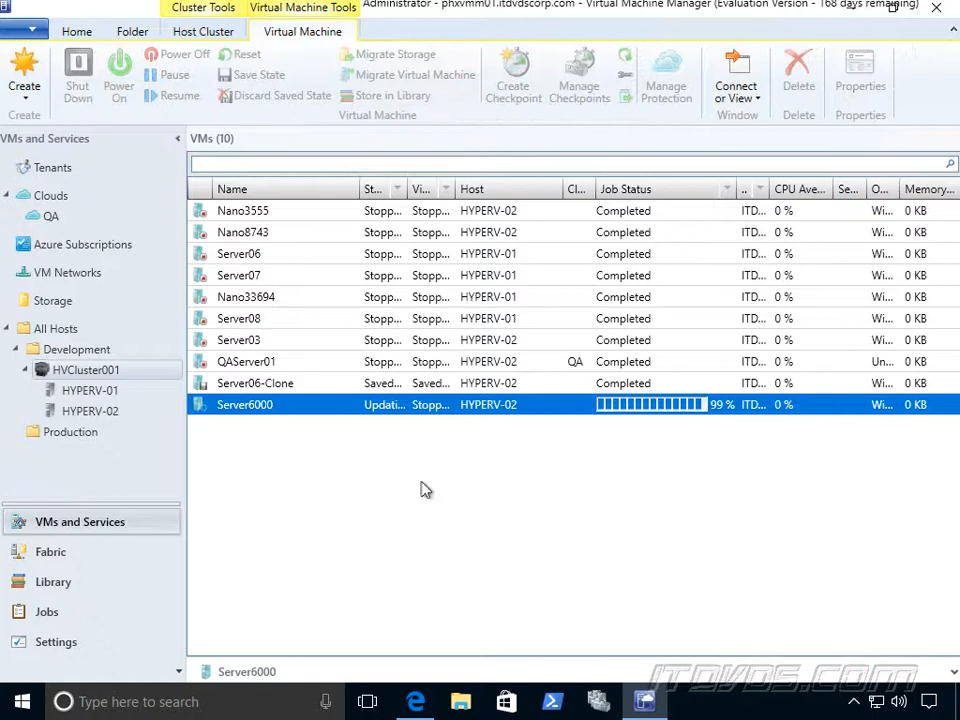 Cluster Tools
Virtual Machine Tools
Administrator - phxvmm01.itdvdscorp.com - Virtual Machine Manager (Evaluation Version - 168 days remaining)
Home
Folder
Host Cluster
Virtual Machine
Create
Shut Down
Power On
Power Off
Pause
Resume
Reset
Save State
Discard Saved State
Migrate Storage
Migrate Virtual Machine
Store in Library
Create Checkpoint
Manage Checkpoints
Manage Protection
Connect or View
Delete
Properties
Create
Virtual Machine
Window
Delete
Properties
VMs and Services
VMs (10)
Tenants
Clouds
QA
Azure Subscriptions
VM Networks
Storage
All Hosts
Development
HVCluster001
HYPERV-01
HYPERV-02
Production
Name St... Vi... Host Cl... Job Status .. CPU Ave... Se... O... Memory...
Nano3555 Stopp... Stopp... HYPERV-02 Completed ITD... 0 % Wi... 0 KB
Nano8743 Stopp... Stopp... HYPERV-02 Completed ITD... 0 % Wi... 0 KB
Server06 Stopp... Stopp... HYPERV-01 Completed ITD... 0 % Wi... 0 KB
Server07 Stopp... Stopp... HYPERV-01 Completed ITD... 0 % Wi... 0 KB
Nano33694 Stopp... Stopp... HYPERV-01 Completed ITD... 0 % Wi... 0 KB
Server08 Stopp... Stopp... HYPERV-01 Completed ITD... 0 % Wi... 0 KB
Server03 Stopp... Stopp... HYPERV-02 Completed ITD... 0 % Wi... 0 KB
QAServer01 Stopp... Stopp... HYPERV-02 QA Completed ITD... 0 % Un... 0 KB
Server06-Clone Saved... Saved... HYPERV-02 Completed ITD... 0 % Wi... 0 KB
Server6000 Updati... Stopp... HYPERV-02 99 % ITD... 0 % Wi... 0 KB
VMs and Services
Fabric
Library
Jobs
Settings
Server6000
ITDVDS.COM
Type here to search